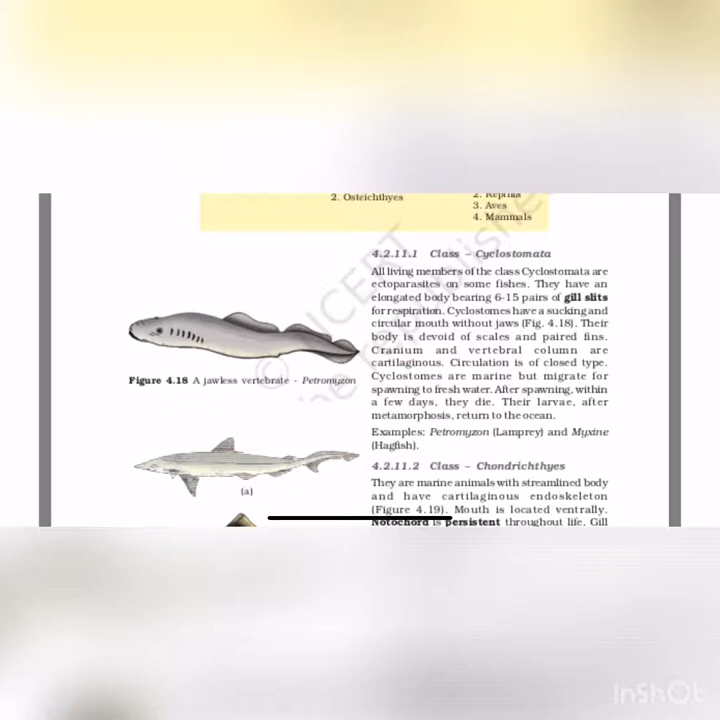 2. Osteichthyes
2. Reptilia
3. Aves
4. Mammals
4.2.11.1 Class – Cyclostomata
All living members of the class Cyclostomata are
ectoparasites on some fishes. They have an
elongated body bearing 6-15 pairs of gill slits
for respiration. Cyclostomes have a sucking and
circular mouth without jaws (Fig. 4.18). Their
body is devoid of scales and paired fins.
Cranium and vertebral column are
cartilaginous. Circulation is of closed type.
Cyclostomes are marine but migrate for
spawning to fresh water. After spawning, within
a few days, they die. Their larvae, after
metamorphosis, return to the ocean.
Examples: Petromyzon (Lamprey) and Myxine
(Hagfish).
Figure 4.18 A jawless vertebrate - Petromyzon
4.2.11.2 Class – Chondrichthyes
They are marine animals with streamlined body
and have cartilaginous endoskeleton
(Figure 4.19). Mouth is located ventrally.
Notochord is persistent throughout life. Gill
(a)
© NCERT
InShOt